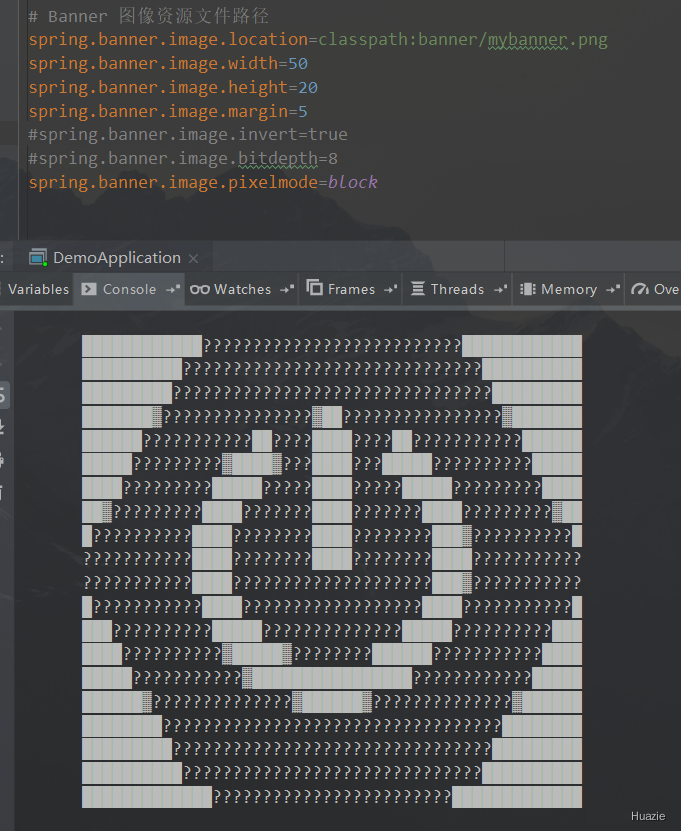 # Banner 图像资源文件路径
spring.banner.image.location=classpath:banner/mybanner.png
spring.banner.image.width=50
spring.banner.image.height=20
spring.banner.image.margin=5
#spring.banner.image.invert=true
#spring.banner.image.bitdepth=8
spring.banner.image.pixelmode=block
: DemoApplication ×
Variables Console Watches Frames Threads Memory Ove
████████████??????????????????????????████████████
██████████??????????????????????????????██████████
█████████????????????????????????????????█████████
███████▓???????????????▓██????????????????▓███████
██████???????????██????████????██???????????██████
█████?????????▓████▓???████???█████??????????█████
████?????????█████?????████?????█████?????????████
██▓?????????████???????████???????████?????????▓██
█??????????████????????████????????███▓??????????█
???????????████????????████????????████???????????
???????????████????????????????????███▓???????????
█???????????████??????????????????████???????????█
███??????????█████??????????????█████??????????███
████??????????▓█████▓????????██████???????????████
█████???????????▓████████████████????????????█████
██████▓??????????????▓██████▓??????????????▓██████
████████??????????????????????????????????████████
█████████????????????????????????????????█████████
██████████??????????????????????????????██████████
█████████████????????????????????????█████████████
Huazie